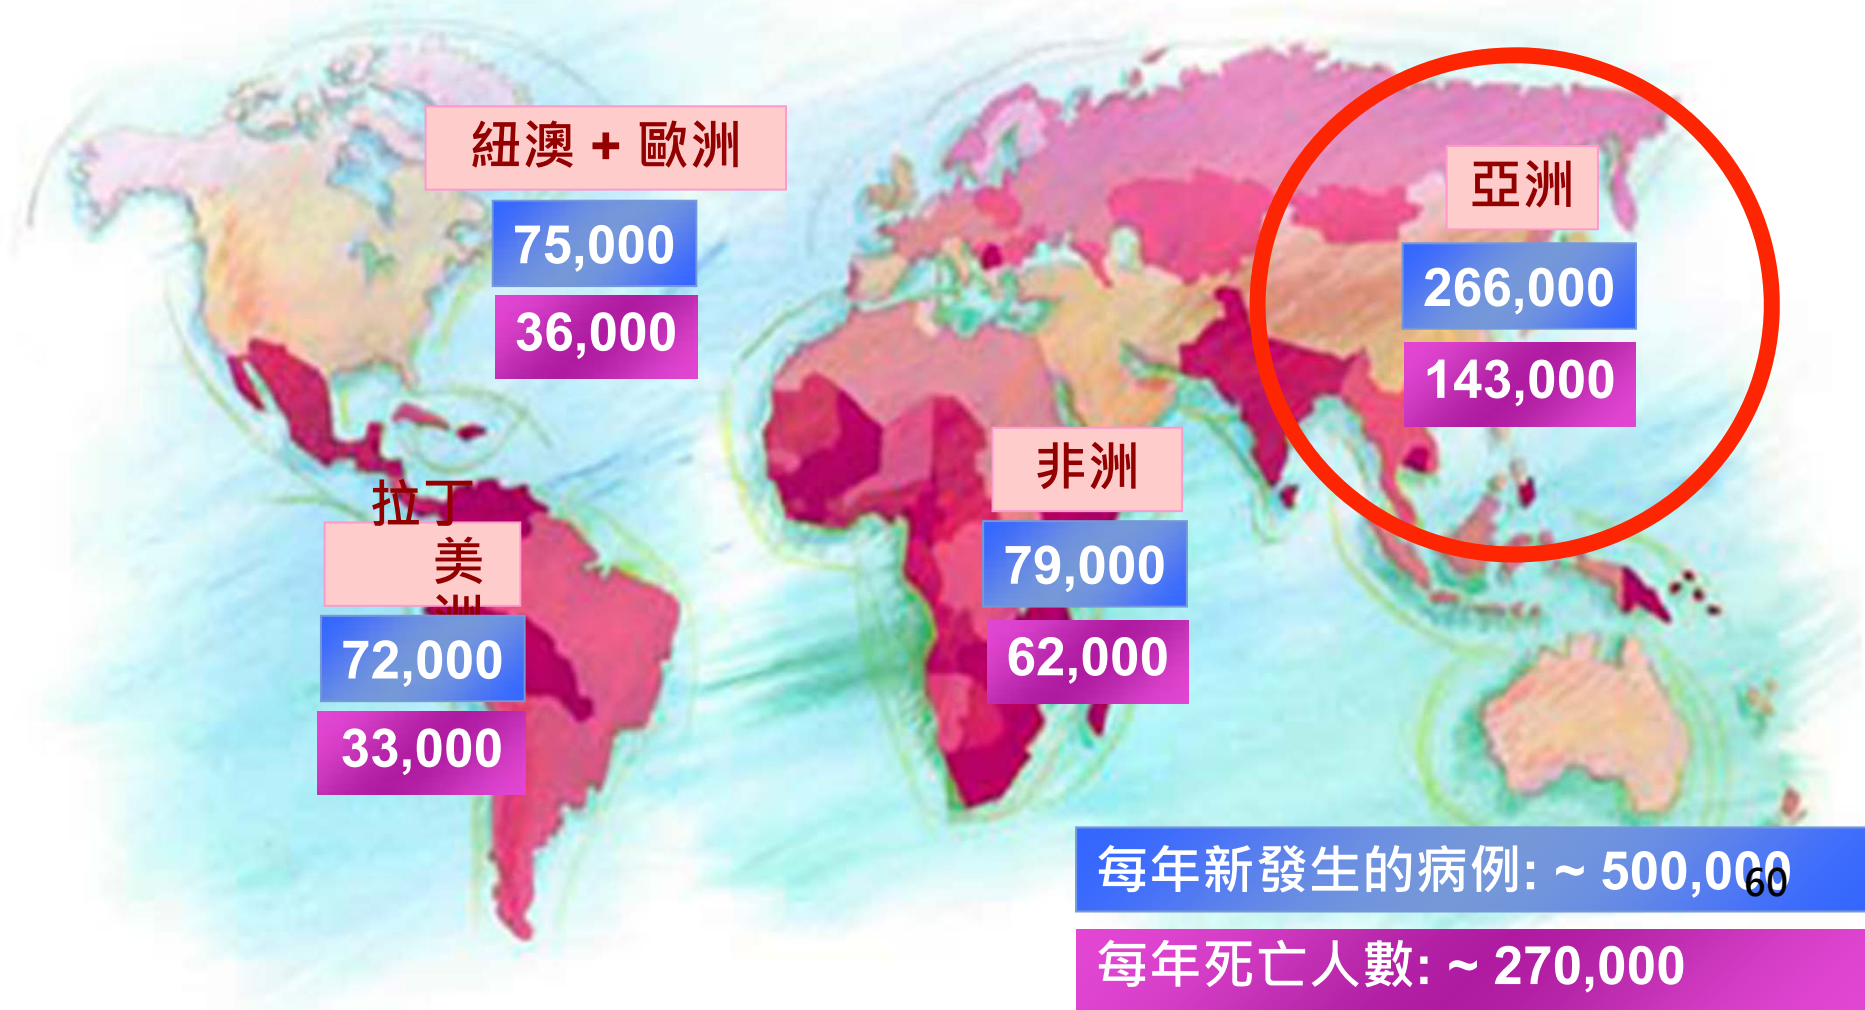 紐澳 + 歐洲
75,000
36,000
亞洲
266,000
143,000
非洲
79,000
62,000
拉丁
美
洲
72,000
33,000
每年新發生的病例: ~ 500,000
60
每年死亡人數: ~ 270,000